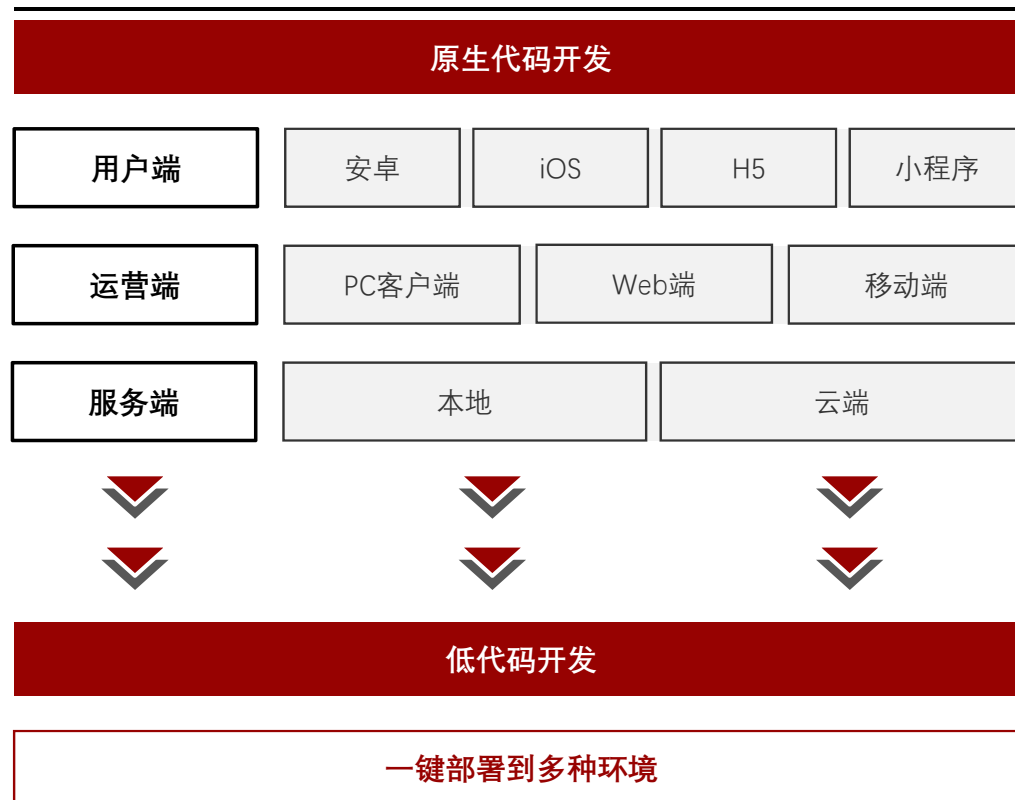 原生代码开发
用户端 安卓 iOS H5 小程序
运营端 PC客户端 Web端 移动端
服务端 本地 云端
低代码开发
一键部署到多种环境